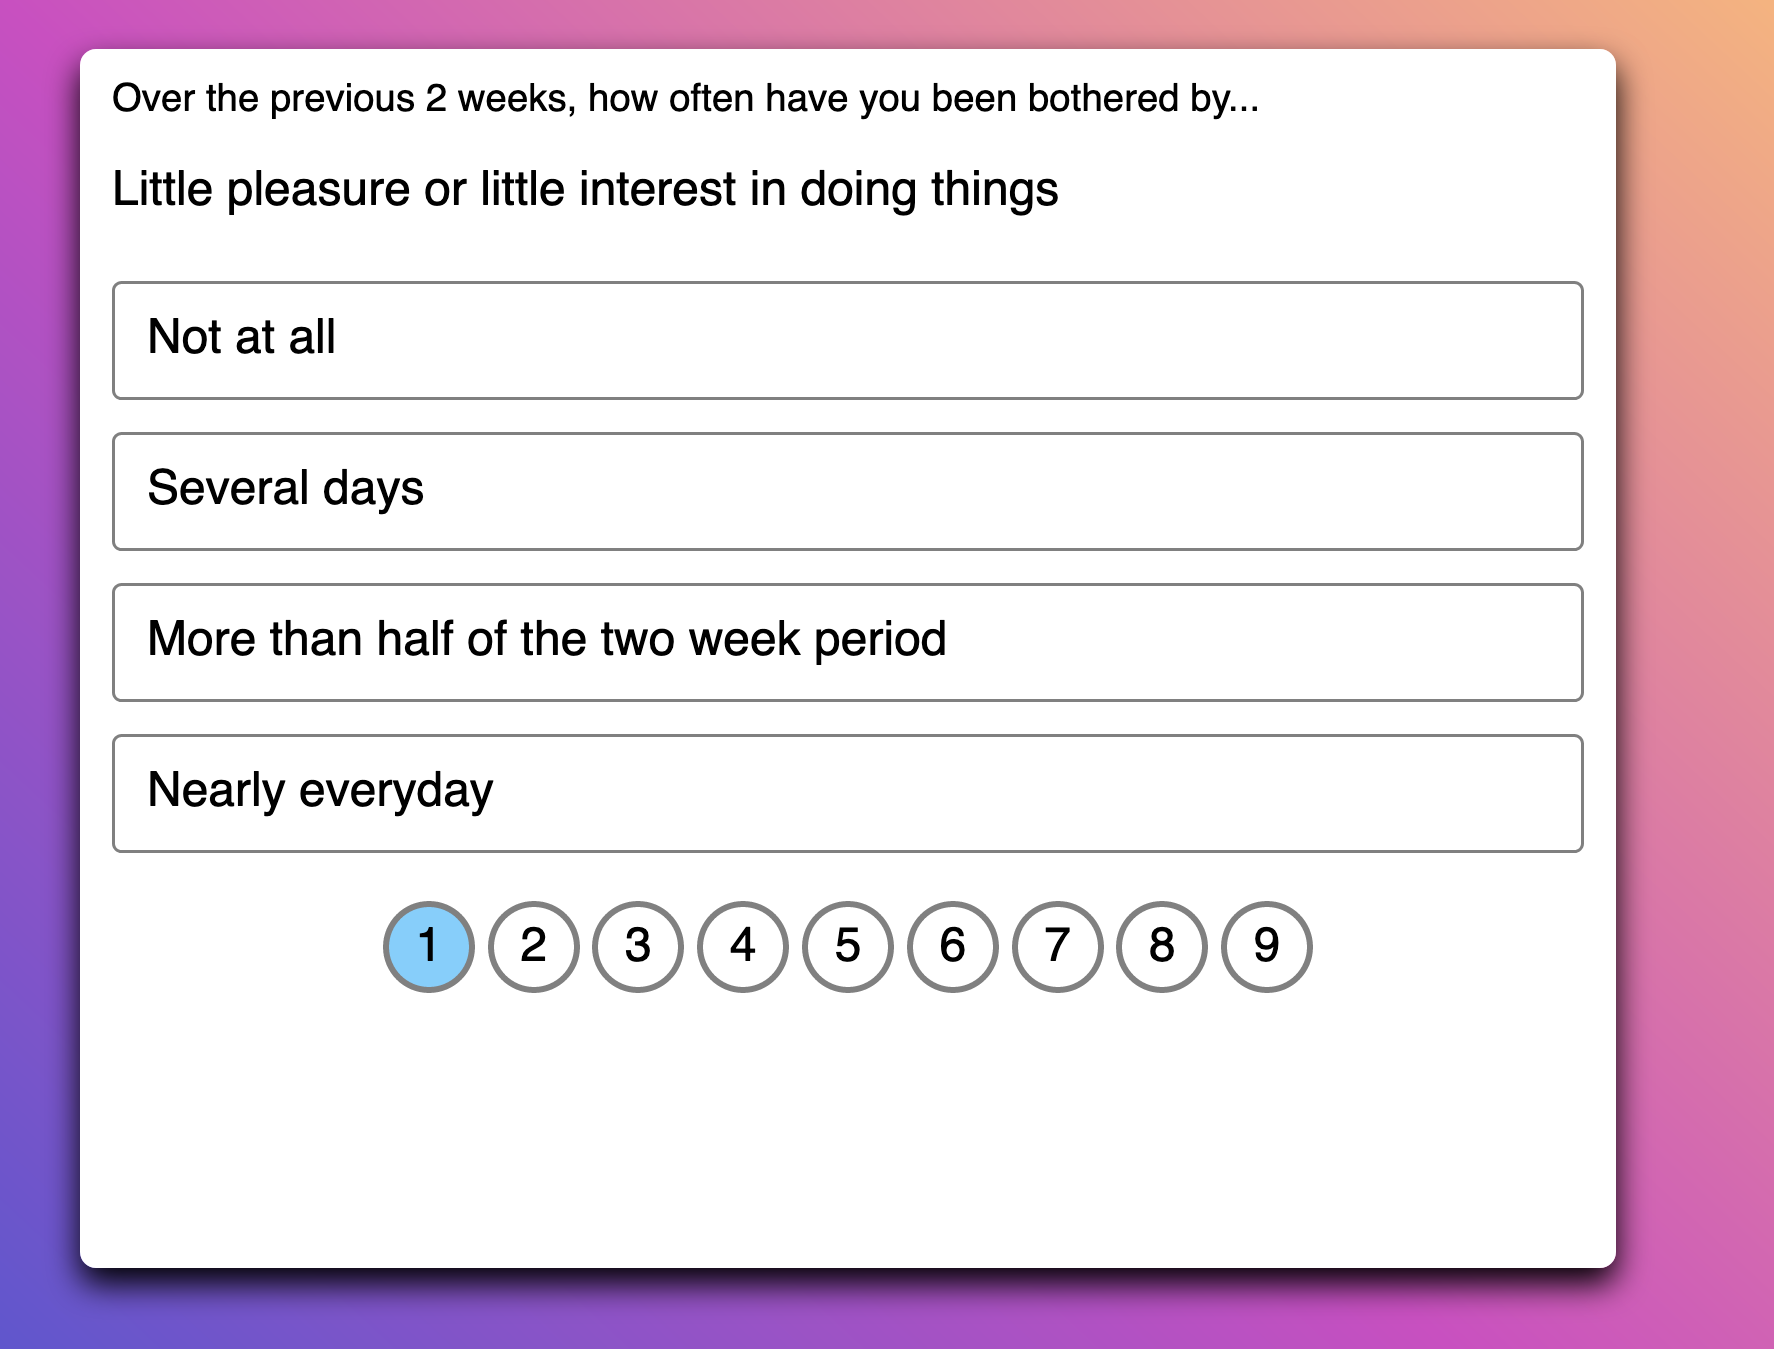 Over the previous 2 weeks, how often have you been bothered by...
Little pleasure or little interest in doing things
Not at all
Several days
More than half of the two week period
Nearly everyday
1 2 3 4 5 6 7 8 9